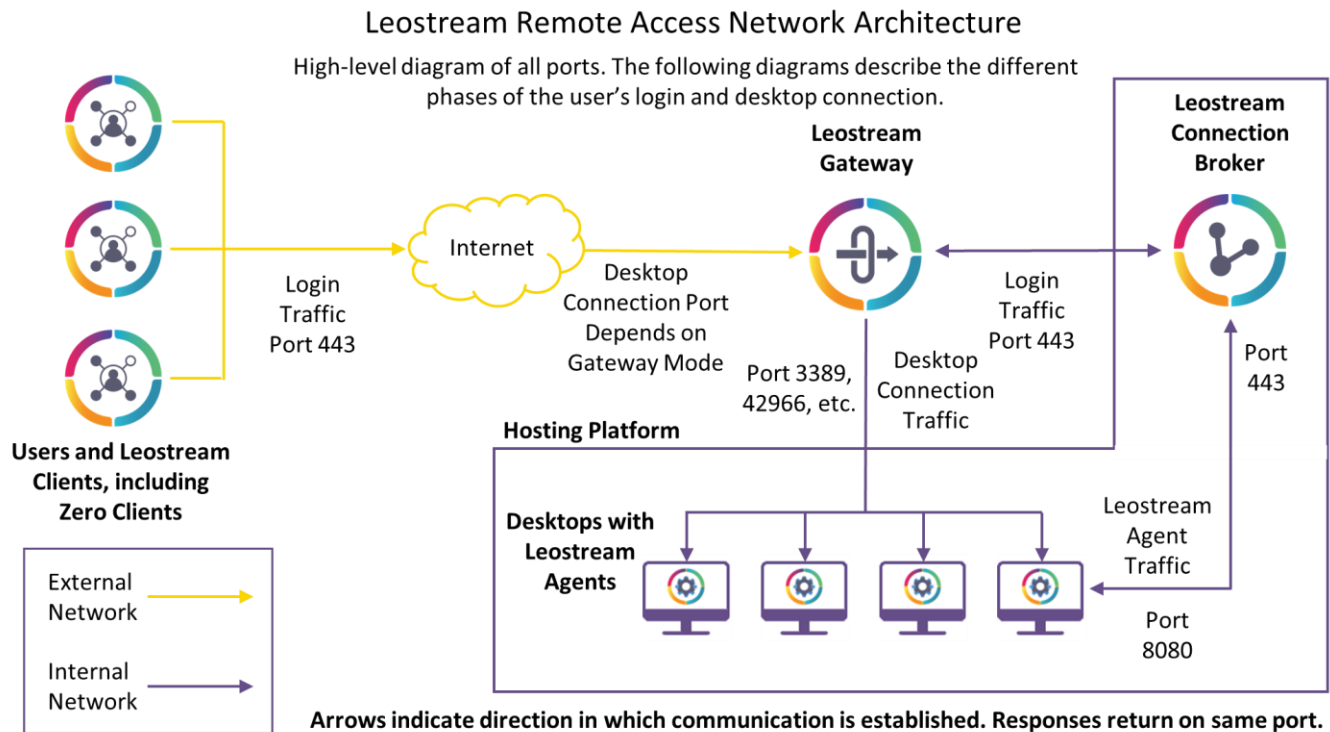 Leostream Remote Access Network Architecture
High-level diagram of all ports. The following diagrams describe the different
phases of the user's login and desktop connection.
Leostream
Gateway
Leostream
Connection
Broker
Internet
Login
Traffic
Port 443
Desktop
Connection Port
Depends on
Gateway Mode
Login
Traffic
Port 443
Port 3389,
42966, etc.
Desktop
Connection
Traffic
Port
443
Users and Leostream
Clients, including
Zero Clients
Hosting Platform
Desktops with
Leostream
Agents
Leostream
Agent
Traffic
Port
8080
External
Network
Internal
Network
Arrows indicate direction in which communication is established. Responses return on same port.